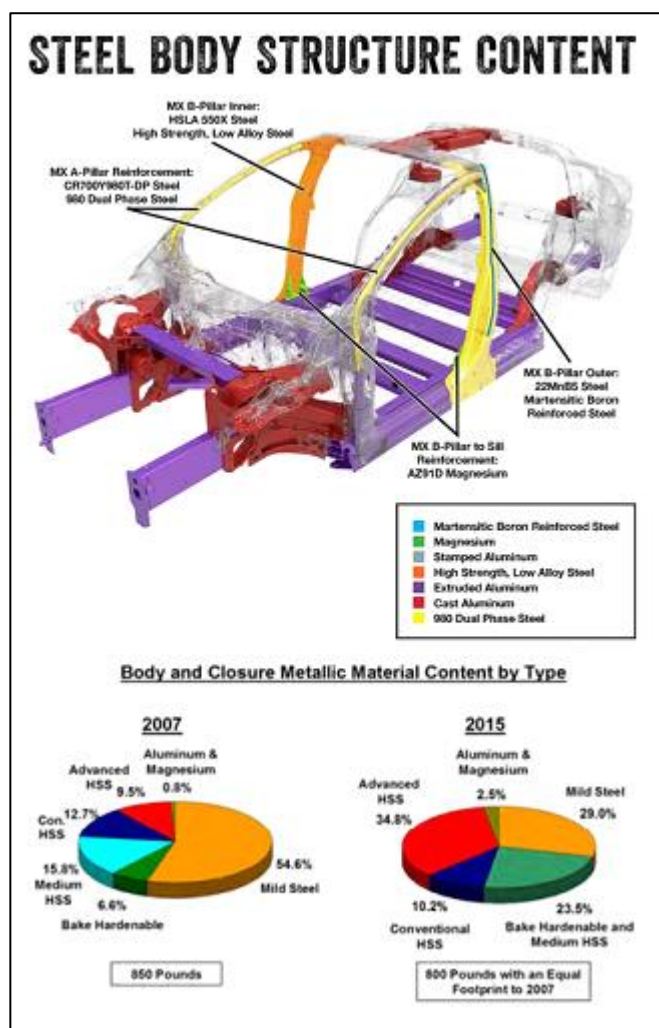 STEEL BODY STRUCTURE CONTENT
MX B-Pillar Inner:
HSLA 550X Steel
High Strength, Low Alloy Steel
MX A-Pillar Reinforcement:
CR700Y980T-DP Steel
980 Dual Phase Steel
MX B-Pillar Outer:
22MnB5 Steel
Martensitic Boron
Reinforced Steel
MX B-Pillar to Sill
Reinforcement:
AZ91D Magnesium
Martensitic Boron Reinforced Steel
Magnesium
Stamped Aluminum
High Strength, Low Alloy Steel
Extruded Aluminum
Cast Aluminum
980 Dual Phase Steel
Body and Closure Metallic Material Content by Type
2007
Aluminum &
Magnesium
0.8%
Advanced
HSS
9.5%
Con.
HSS
12.7%
15.8%
Medium
HSS
6.6%
Bake Hardenable
54.6%
Mild Steel
850 Pounds
2015
Aluminum &
Magnesium
2.5%
Advanced
HSS
34.8%
Mild Steel
29.0%
10.2%
Conventional
HSS
23.5%
Bake Hardenable and
Medium HSS
800 Pounds with an Equal
Footprint to 2007